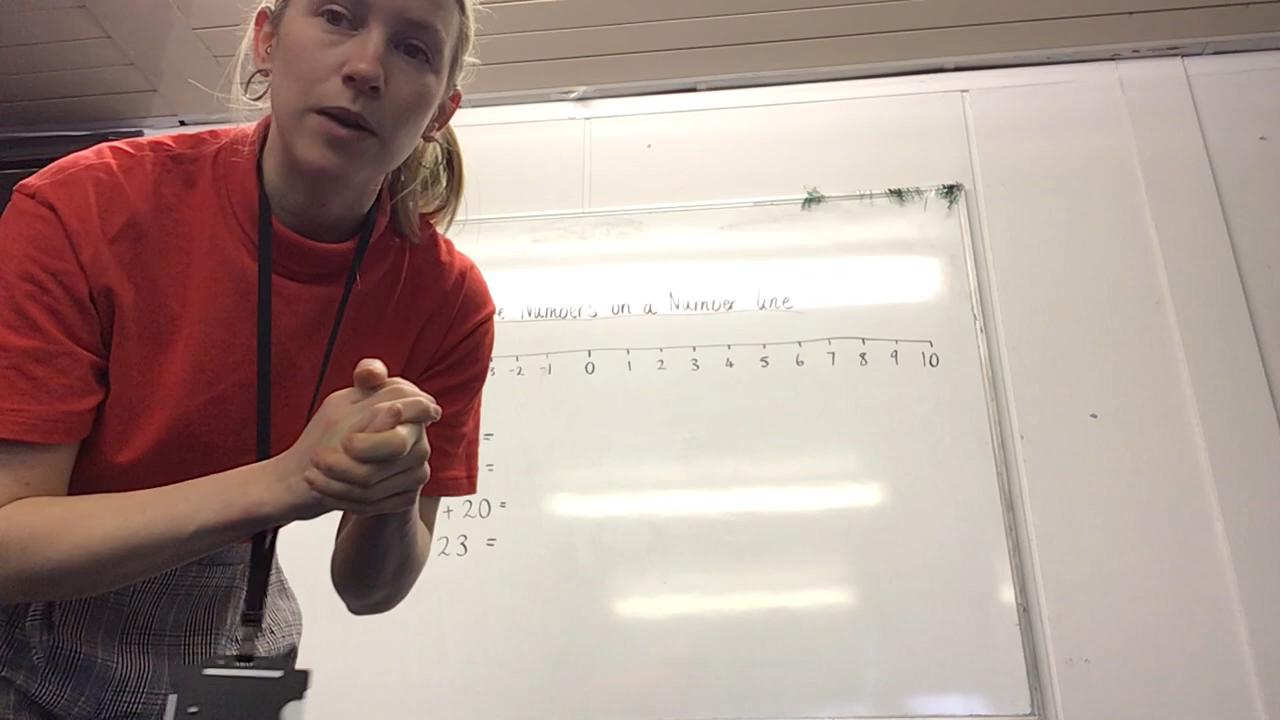 Numbers on a Number line
-2 -1 0 1 2 3 4 5 6 7 8 9 10
=
=
+ 20 =
23 =